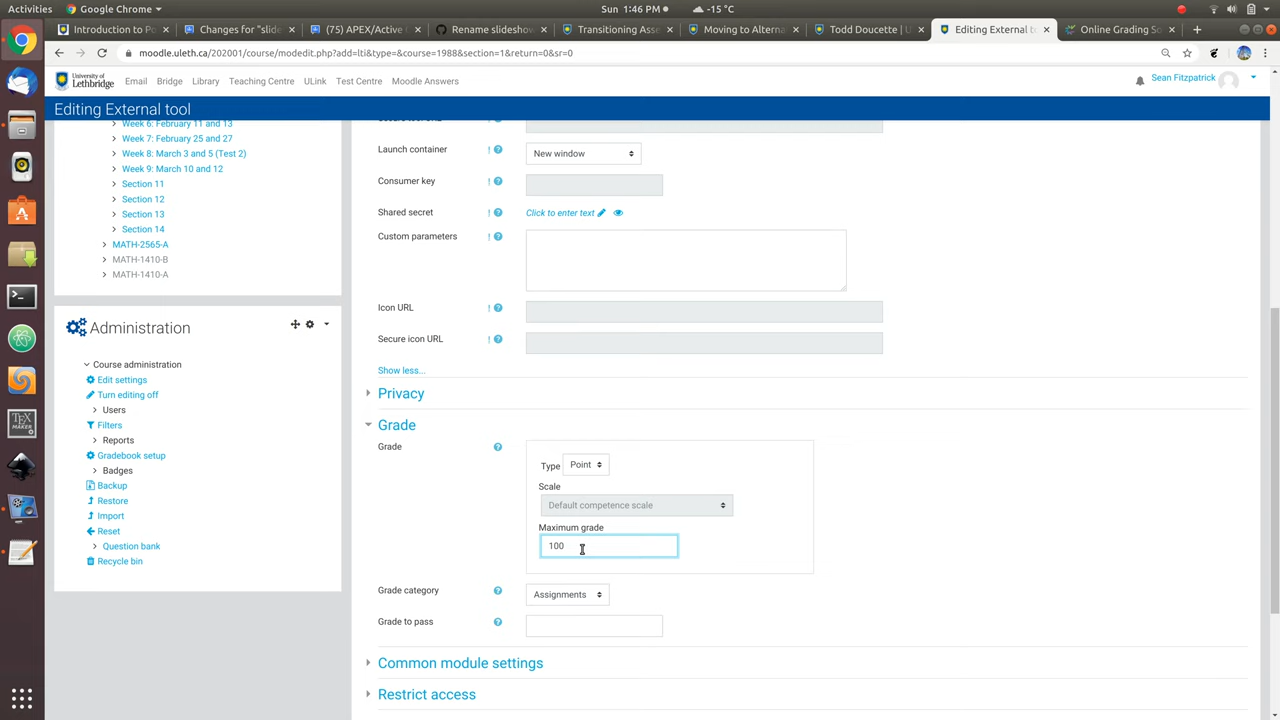 Activities
Google Chrome
Sun 1:46 PM
-15 °C
Introduction to Po
Changes for "slide
(75) APEX/Active E
Rename slideshow
Transitioning Asse
Moving to Alterna
Todd Doucette | U
Editing External t
Online Grading So
moodle.uleth.ca/202001/course/modedit.php?add=lti&type=&course=1988&section=1&return=0&sr=0
University of Lethbridge
Email
Bridge
Library
Teaching Centre
ULink
Test Centre
Moodle Answers
Sean Fitzpatrick
Editing External tool
Week 6: February 11 and 13
Week 7: February 25 and 27
Week 8: March 3 and 5 (Test 2)
Week 9: March 10 and 12
Section 11
Section 12
Section 13
Section 14
MATH-2565-A
MATH-1410-B
MATH-1410-A
Administration
Course administration
Edit settings
Turn editing off
Users
Filters
Reports
Gradebook setup
Badges
Backup
Restore
Import
Reset
Question bank
Recycle bin
Launch container
New window
Consumer key
Shared secret
Click to enter text
Custom parameters
Icon URL
Secure icon URL
Show less...
Privacy
Grade
Grade
Type
Point
Scale
Default competence scale
Maximum grade
100
Grade category
Assignments
Grade to pass
Common module settings
Restrict access